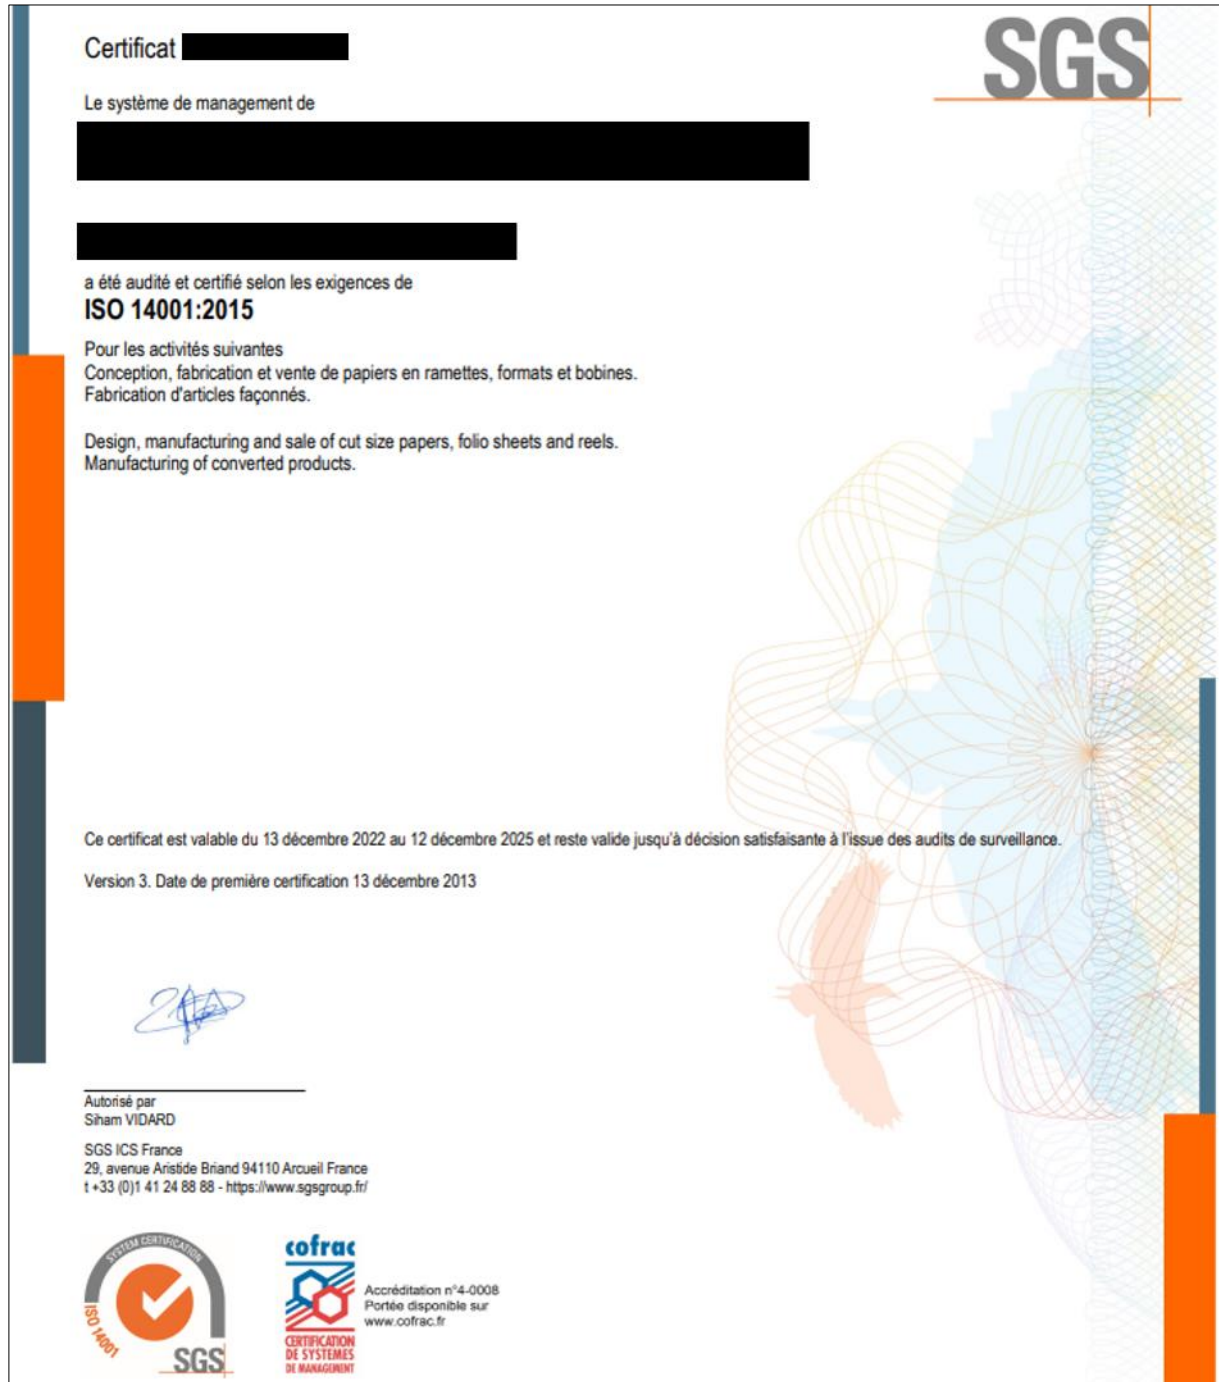 SGS
Certificat
Le système de management de
a été audité et certifié selon les exigences de
ISO 14001:2015
Pour les activités suivantes
Conception, fabrication et vente de papiers en ramettes, formats et bobines.
Fabrication d'articles façonnés.
Design, manufacturing and sale of cut size papers, folio sheets and reels.
Manufacturing of converted products.
Ce certificat est valable du 13 décembre 2022 au 12 décembre 2025 et reste valide jusqu'à décision satisfaisante à l'issue des audits de surveillance.
Version 3. Date de première certification 13 décembre 2013
Autorisé par
Siham VIDARD
SGS ICS France
29, avenue Aristide Briand 94110 Arcueil France
t +33 (0)1 41 24 88 88 - https://www.sgsgroup.fr/
SYSTEM CERTIFICATION
ISO 14001
SGS
cofrac
CERTIFICATION
DE SYSTEMES
DE MANAGEMENT
Accréditation n°4-0008
Portée disponible sur
www.cofrac.fr